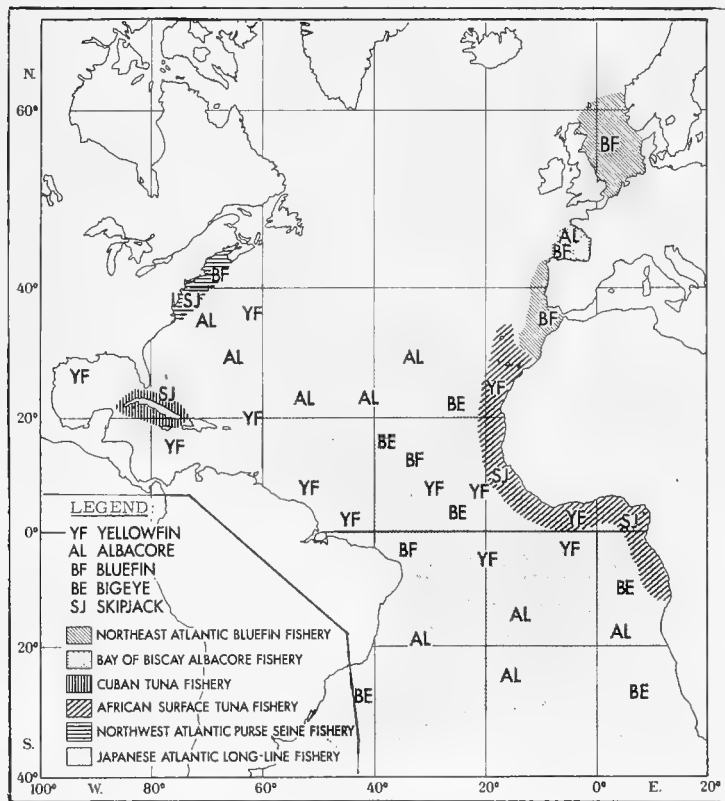 N.
60°
BF
AL
BF
BF
40°
SJ
AL
YF
BF
AL
AL
YF
SJ
YF
AL
AL
BE
20°
YF
YF
BE
BF
SJ
YF
YF
YF
YF
BE
YF
SJ
0°
BF
YF
YF
BE
AL
AL
AL
20°
AL
BE
BE
LEGEND:
YF YELLOWFIN
AL ALBACORE
BF BLUEFIN
BE BIGEYE
SJ SKIPJACK
NORTHEAST ATLANTIC BLUEFIN FISHERY
BAY OF BISCAY ALBACORE FISHERY
CUBAN TUNA FISHERY
AFRICAN SURFACE TUNA FISHERY
NORTHWEST ATLANTIC PURSE SEINE FISHERY
JAPANESE ATLANTIC LONG-LINE FISHERY
S.
40°
100° W. 80° 60° 40° 20° 0° E. 20°